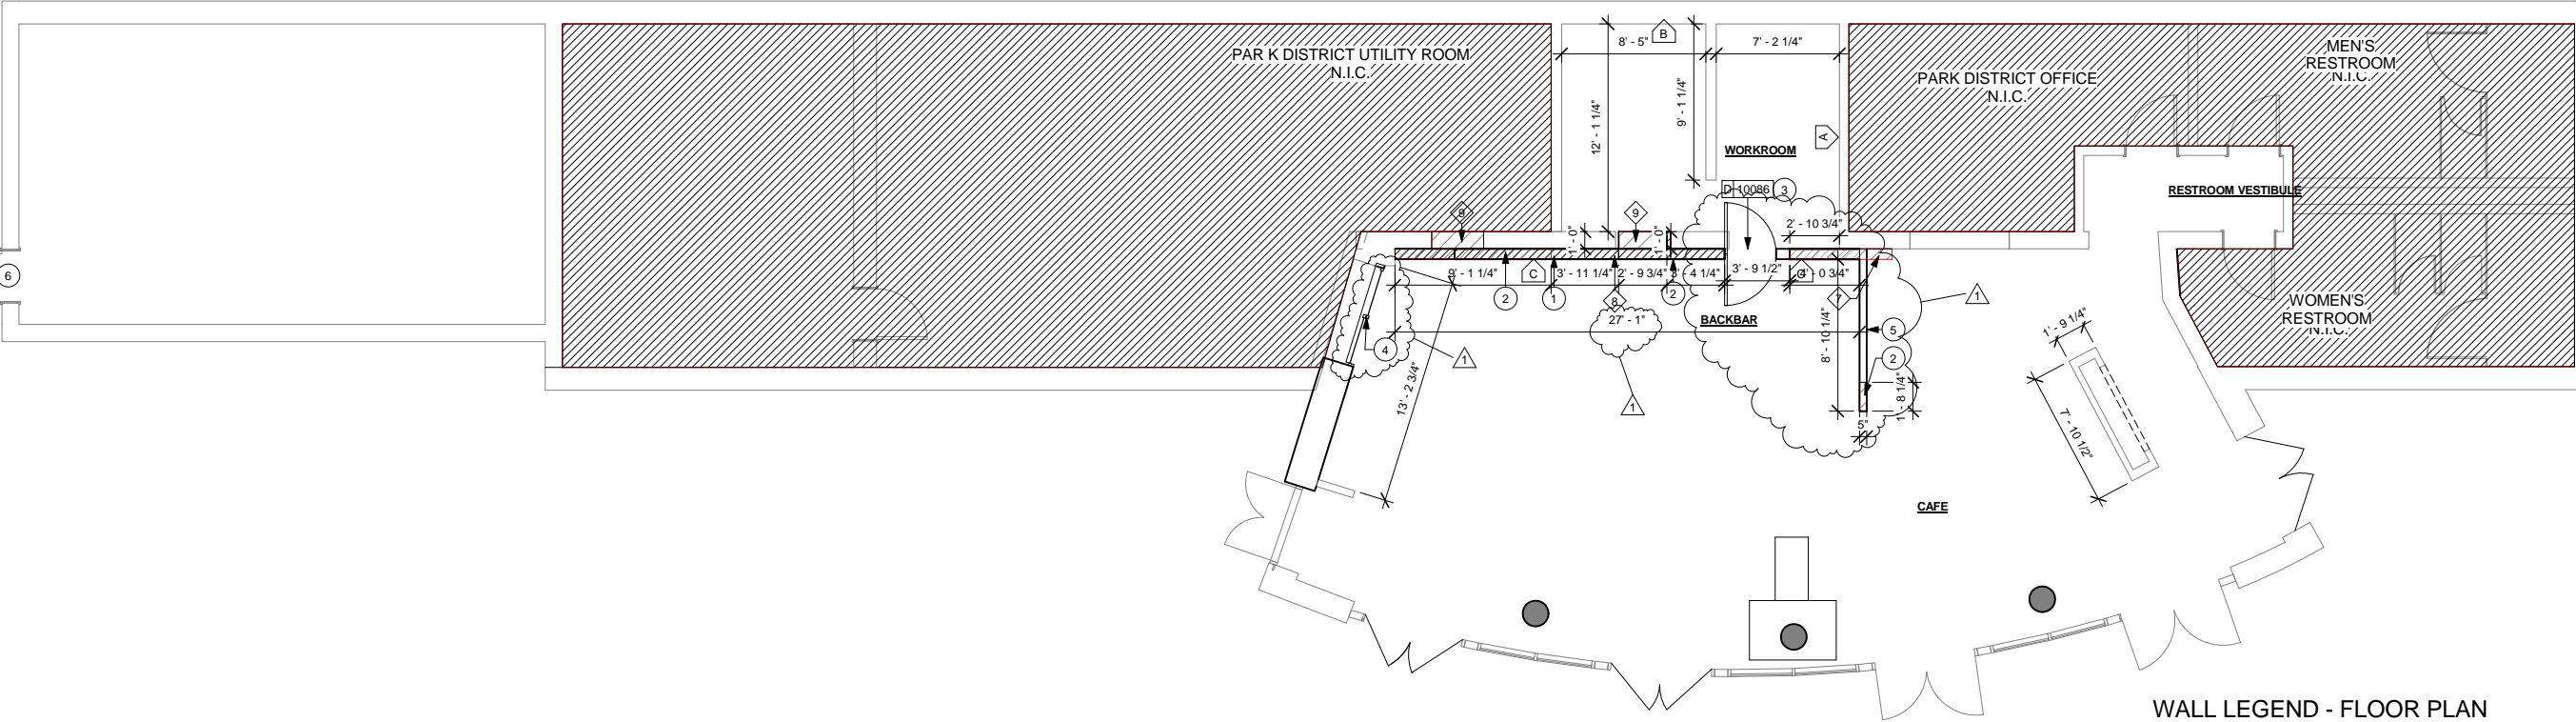 PAR K DISTRICT UTILITY ROOM
N.I.C.
8' - 5"
B
7' - 2 1/4"
PARK DISTRICT OFFICE
N.I.C.
MEN'S
RESTROOM
N.I.C.
12' - 1 1/4"
9' - 1 1/4"
A
WORKROOM
D 10086
3
RESTROOM VESTIBULE
9
9
2' - 10 3/4"
1' - 0"
1' - 0"
6
9' - 1 1/4"
C
3' - 11 1/4"
2' - 9 3/4"
3' - 4 1/4"
3' - 9 1/2"
4' - 0 3/4"
2
1
8
2
7
1
27' - 1"
BACKBAR
5
4
1
8' - 10 1/4"
2
1' - 8 1/4"
1
13' - 2 3/4"
5"
1' - 9 1/4"
7' - 10 1/2"
WOMEN'S
RESTROOM
N.I.C.
CAFE
WALL LEGEND - FLOOR PLAN